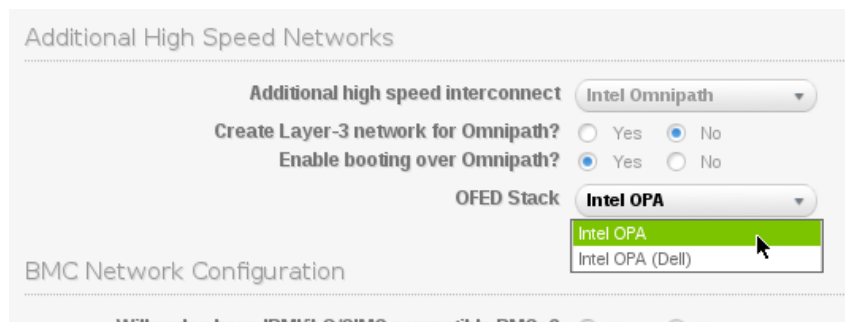 Additional High Speed Networks
Additional high speed interconnect Intel Omnipath
Create Layer-3 network for Omnipath? Yes No
Enable booting over Omnipath? Yes No
OFED Stack Intel OPA
Intel OPA
Intel OPA (Dell)
BMC Network Configuration